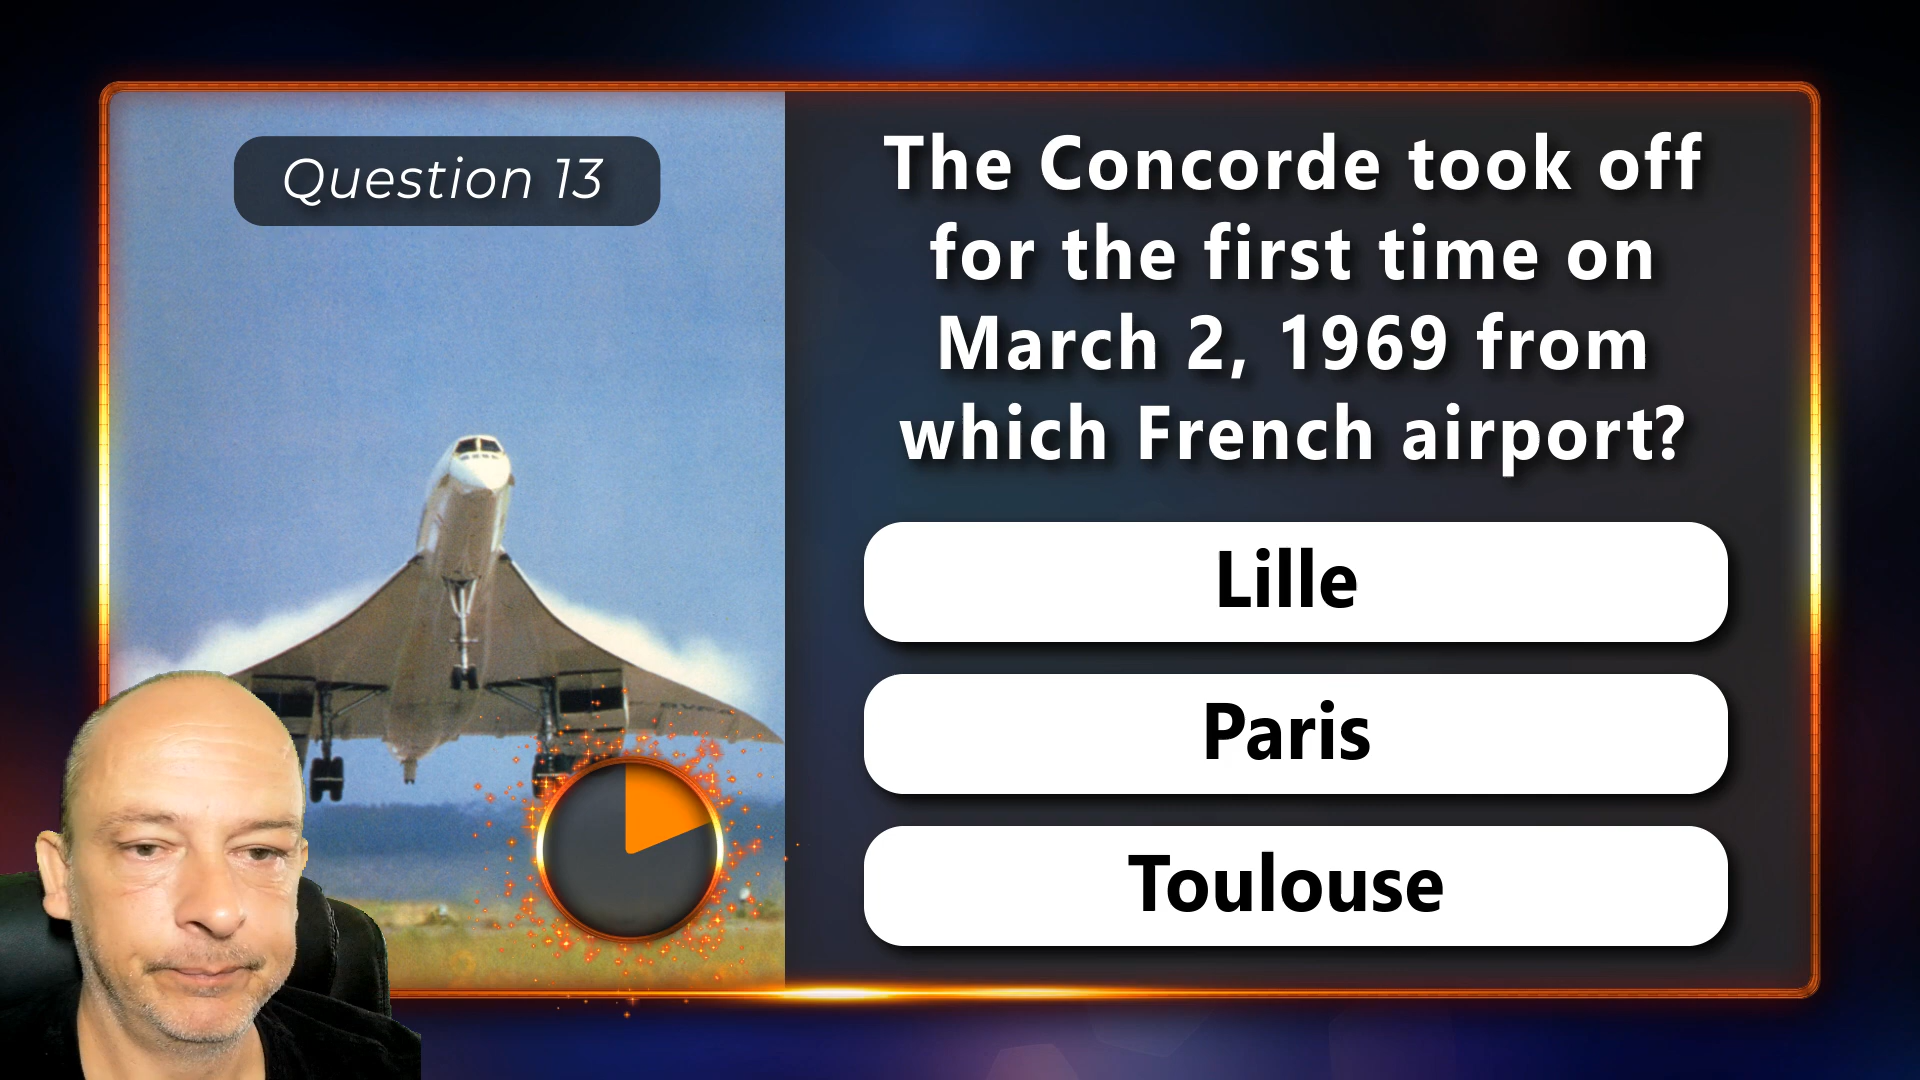 Question 13
The Concorde took off
for the first time on
March 2, 1969 from
which French airport?
Lille
Paris
Toulouse